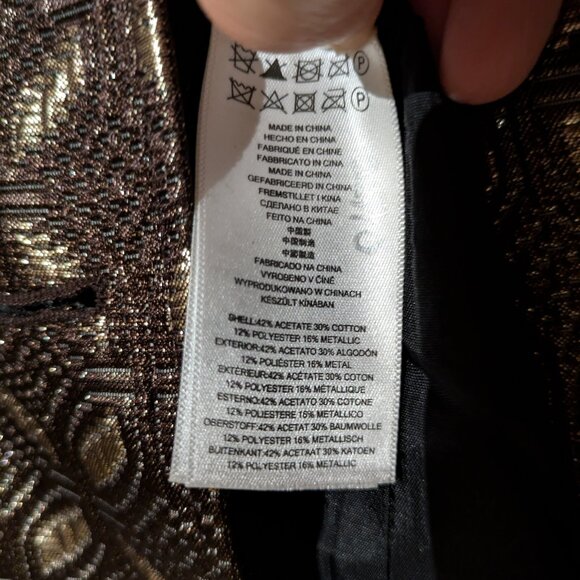 MADE IN CHINA
HECHO EN CHINA
FABRIQUÉ EN CHINE
FABBRICATO IN CINA
MADE IN CHINA
GEFABRICEERD IN CHINA
FREMSTILLET I KINA
СДЕЛАНО В КИТАЕ
FEITO NA CHINA
中国製
中国制造
中國製造
FABRICADO NA CHINA
VYROBENO V ČÍNĚ
WYPRODUKOWANO W CHINACH
KÉSZÜLT KÍNÁBAN
SHELL:42% ACETATE 30% COTTON
12% POLYESTER 16% METALLIC
EXTERIOR:42% ACETATO 30% ALGODÓN
12% POLIÉSTER 16% METAL
EXTÉRIEUR:42% ACÉTATE 30% COTON
12% POLYESTER 16% MÉTALLIQUE
ESTERNO:42% ACETATO 30% COTONE
12% POLIESTERE 16% METALLICO
OBERSTOFF:42% ACETAT 30% BAUMWOLLE
12% POLYESTER 16% METALLISCH
BUITENKANT:42% ACETAAT 30% KATOEN
12% POLYESTER 16% METALLIC